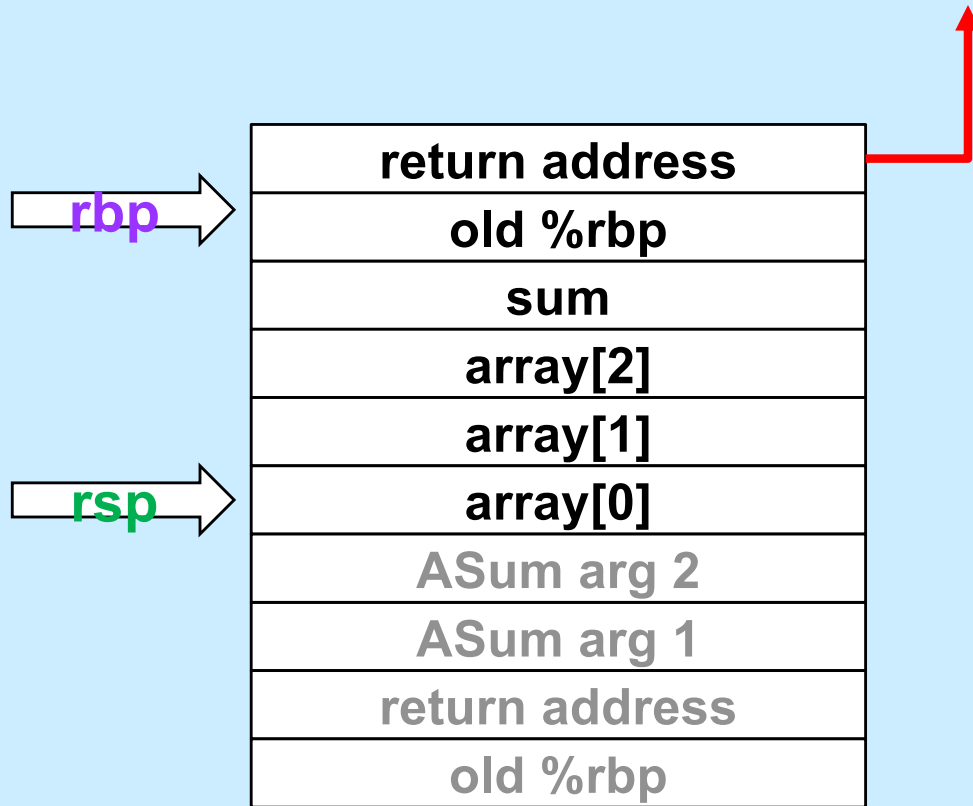 return address
rbp
old %rbp
sum
array[2]
array[1]
rsp
array[0]
ASum arg 2
ASum arg 1
return address
old %rbp